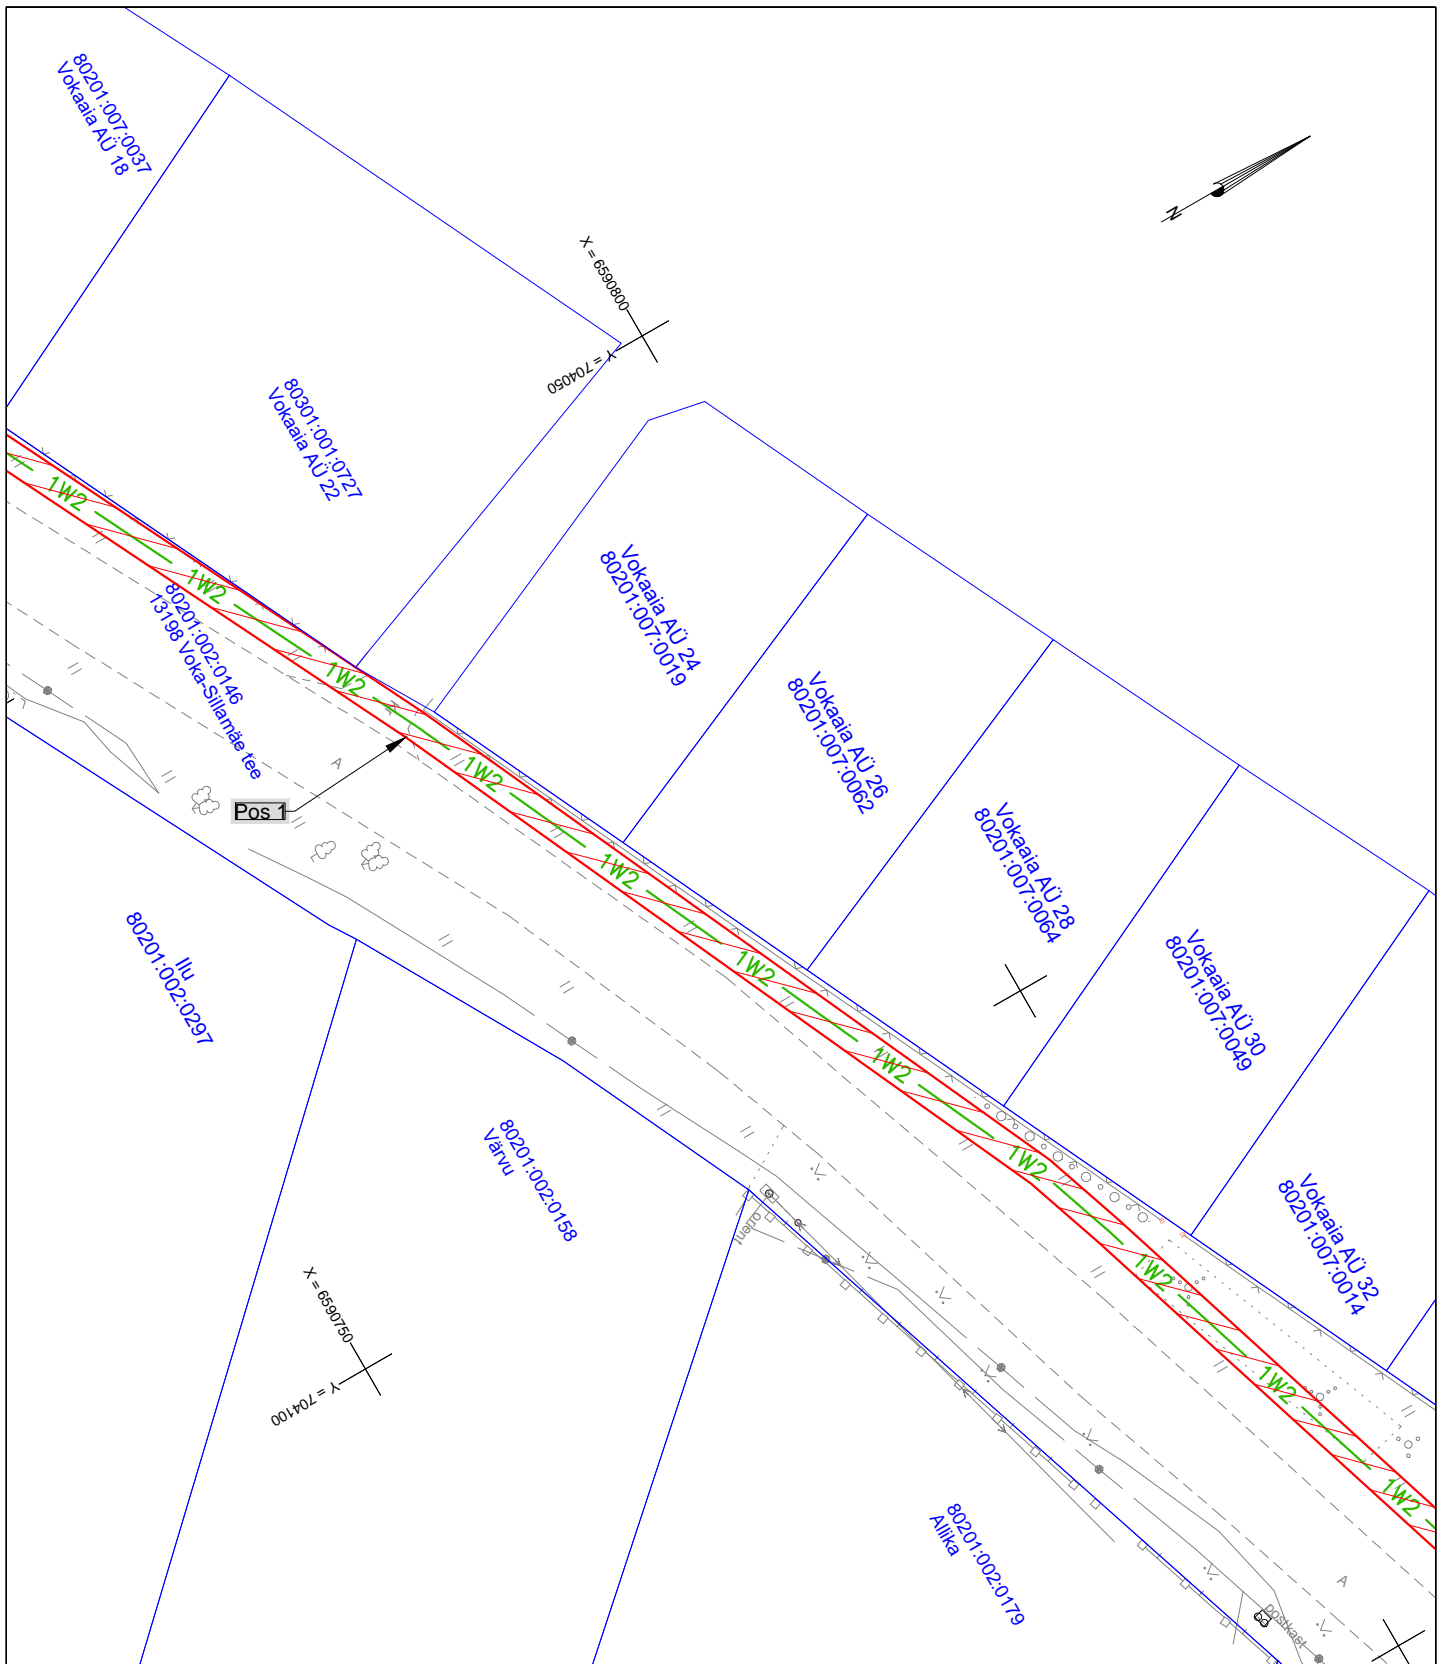 80201:007:0037
Vokaaia AÜ 18
N
X = 6590800
Y = 704050
80301:001:0727
Vokaaia AÜ 22
1W2
1W2
80201:002:0146
13198 Voka-Sillamäe tee
1W2
Vokaaia AÜ 24
80201:007:0019
A
Pos 1
1W2
Vokaaia AÜ 26
80201:007:0062
1W2
Vokaaia AÜ 28
80201:007:0064
1W2
Ilu
80201:002:0297
1W2
Vokaaia AÜ 30
80201:007:0049
80201:002:0158
Värvu
1W2
orient
Vokaaia AÜ 32
80201:007:0014
1W2
X = 6590750
Y = 704100
1W2
1W2
80201:002:0179
Allika
A
postkast